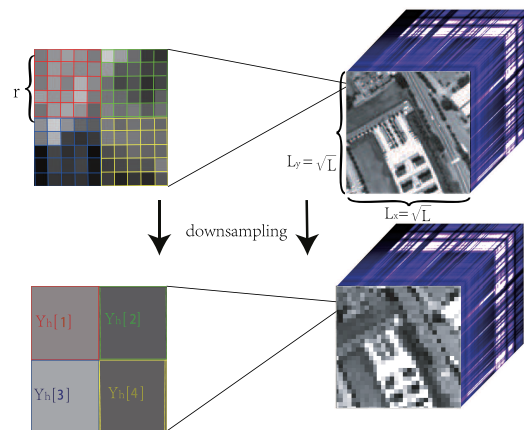 r
Ly=√L
Lx=√L
downsampling
Yh[1]
Yh[2]
Yh[3]
Yh[4]